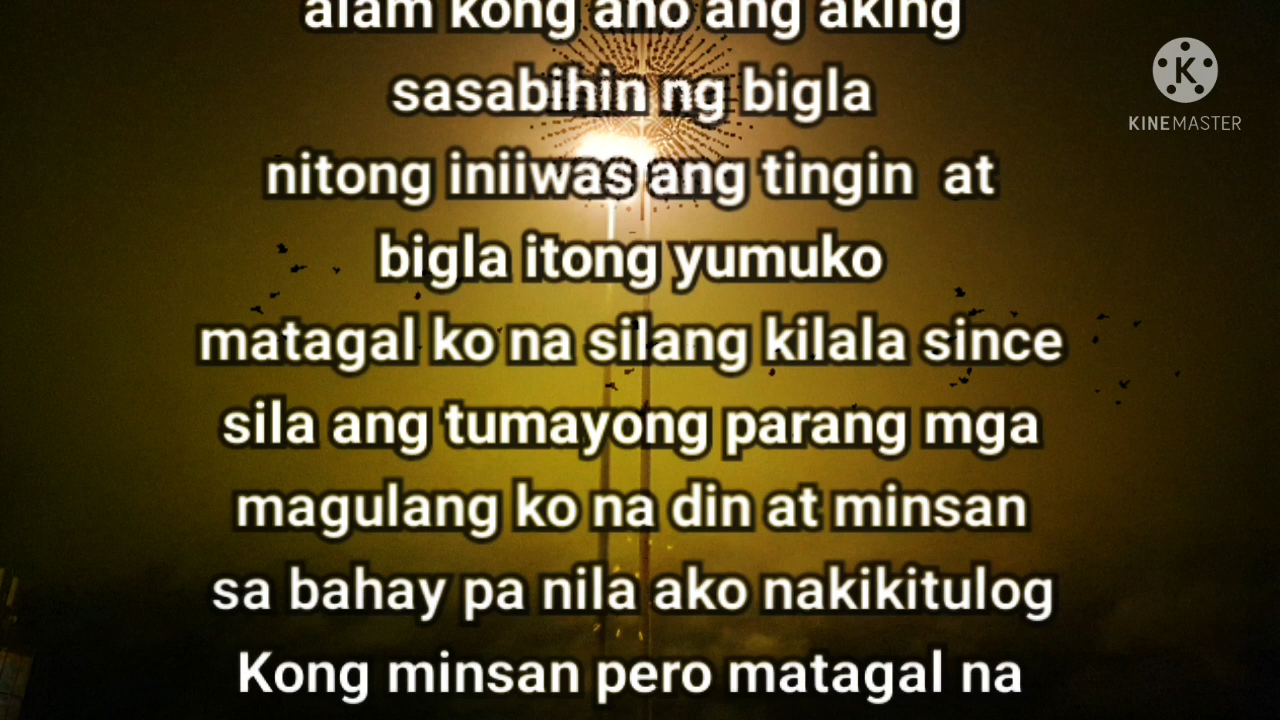 alam kong ano ang aking
sasabihin ng bigla
nitong iniiwas ang tingin  at
bigla itong yumuko
matagal ko na silang kilala since
sila ang tumayong parang mga
magulang ko na din at minsan
sa bahay pa nila ako nakikitulog
Kong minsan pero matagal na
K
KINEMASTER